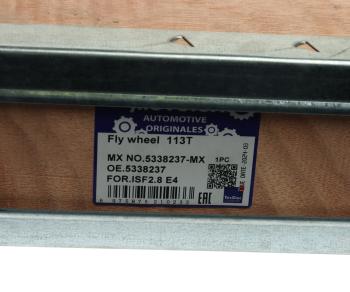 AUTOMOTIVE
ORIGINALES
Fly wheel 113T
MX NO.5338237-MX
1PC
OE.5338237
FOR.ISF2.8 E4
EAC